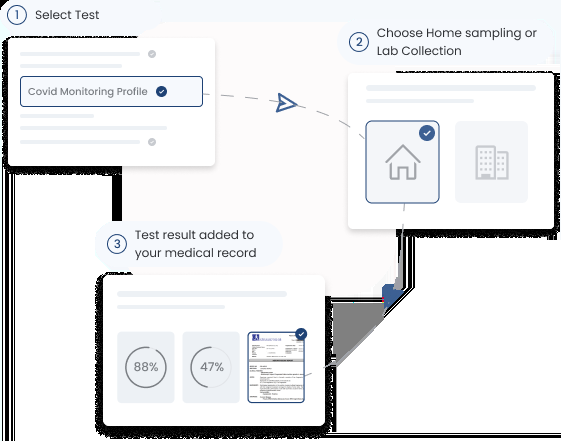 1 Select Test
Covid Monitoring Profile
2 Choose Home sampling or
Lab Collection
3 Test result added to
your medical record
88%
47%